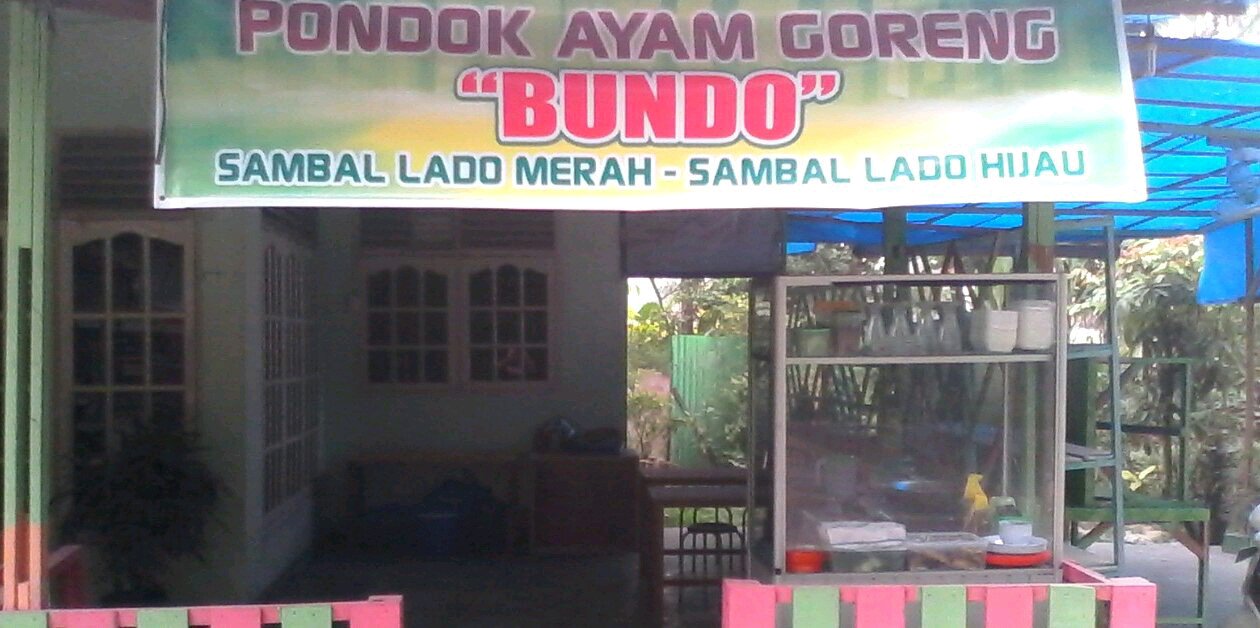 PONDOK AYAM GORENG
"BUNDO"
SAMBAL LADO MERAH - SAMBAL LADO HIJAU